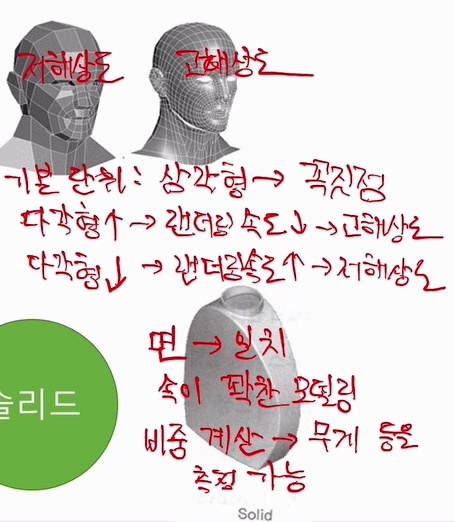 저해상도 고해상도
기본 단위: 삼각형 → 꼭짓점
다각형↑ → 랜더링 속도↓ → 고해상도
다각형↓ → 랜더링속도↑ → 저해상도
면 → 일치
슬리드
속이 꽉찬 모델링
비중 계산 → 무게 등을
측정 가능
Solid